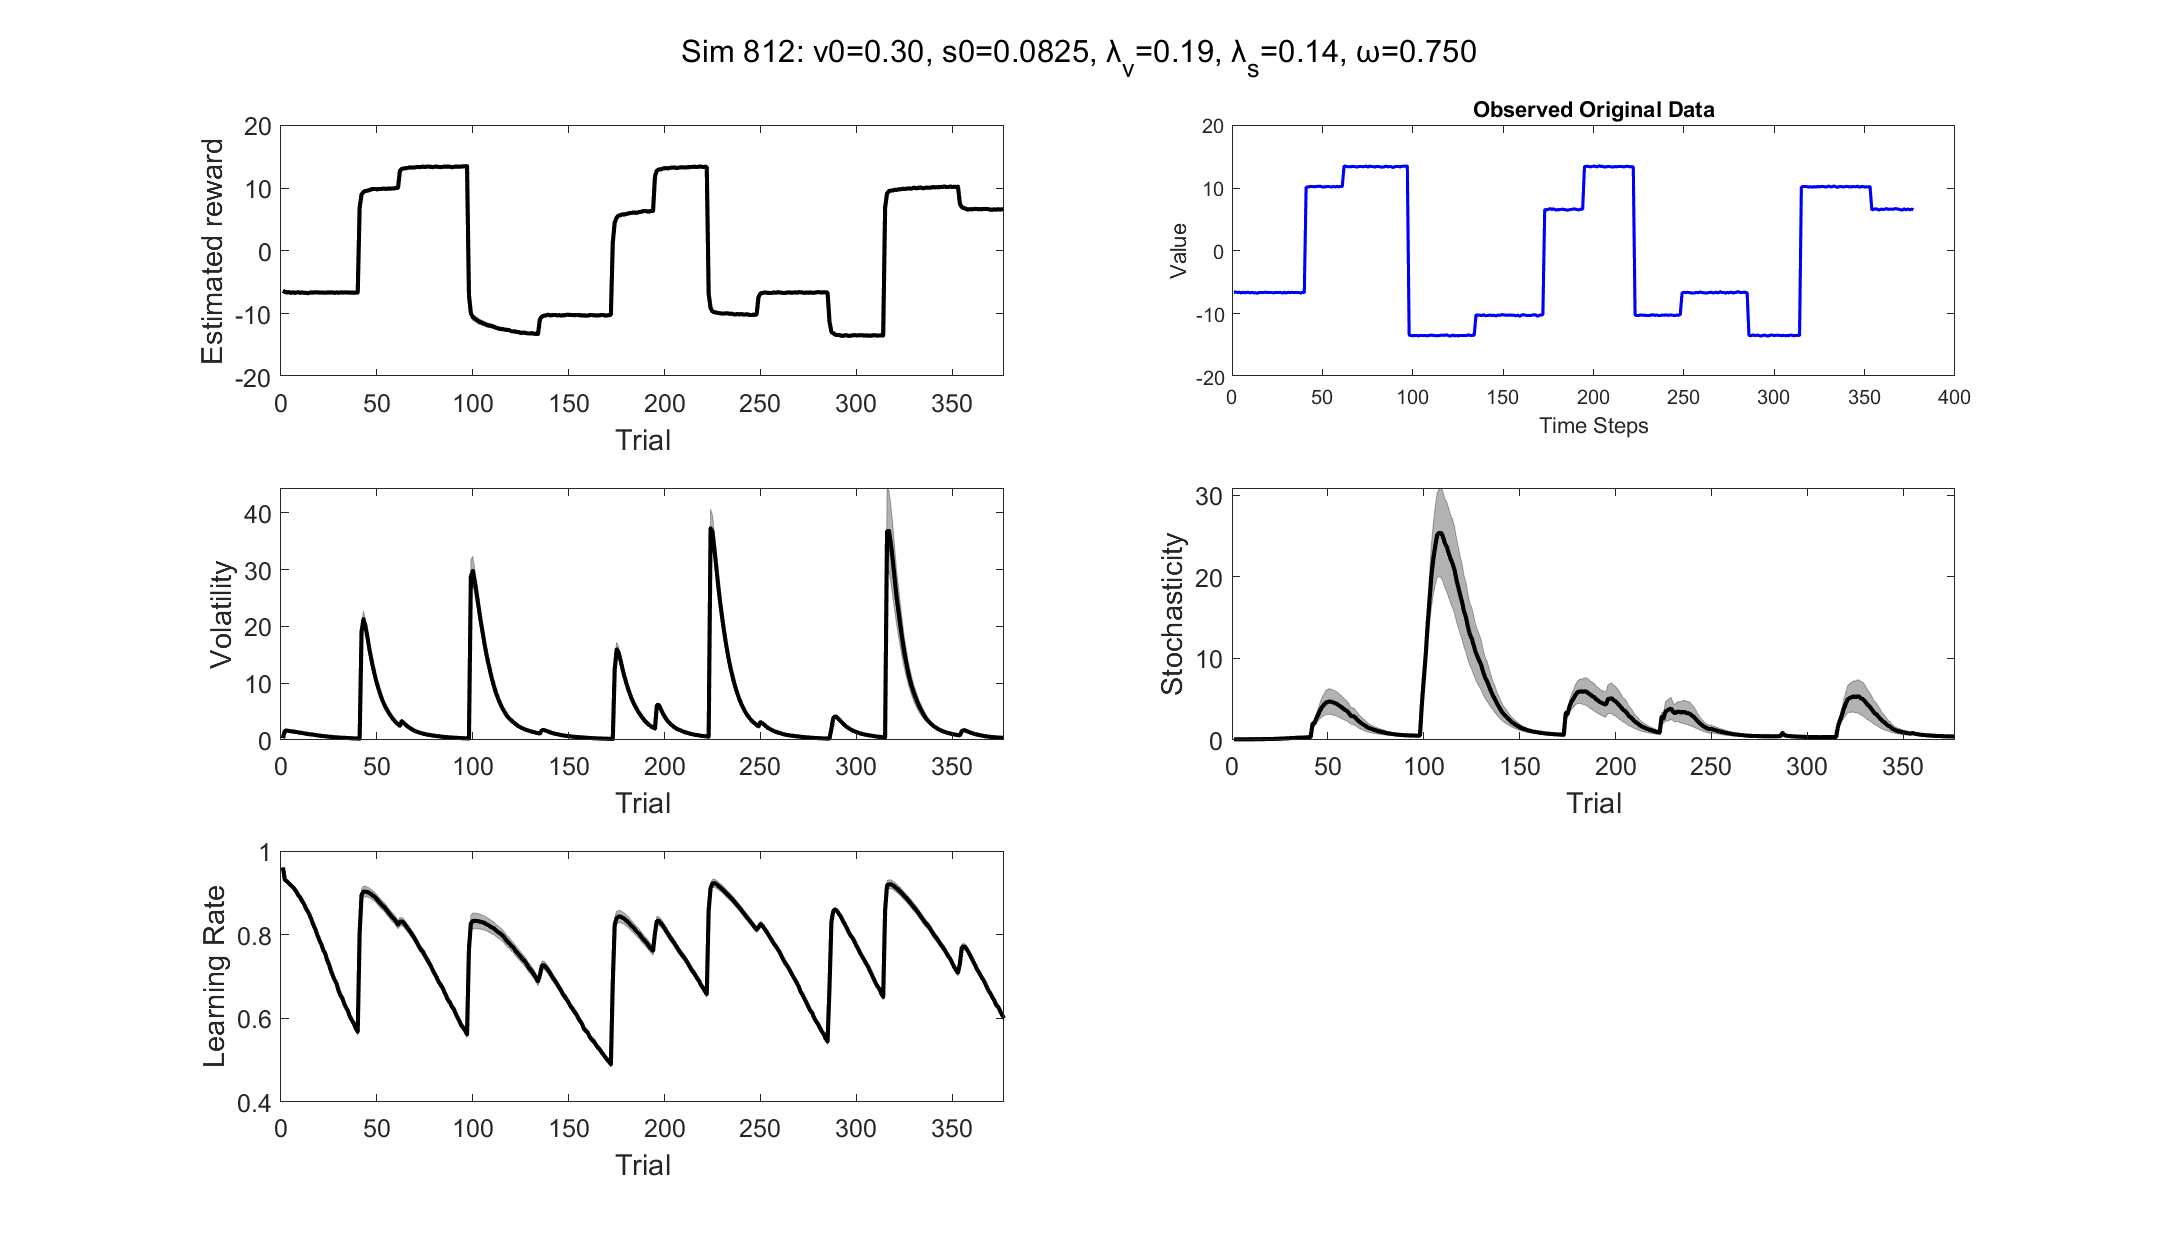 Sim 812: v0=0.30, s0=0.0825, λv=0.19, λs=0.14, ω=0.750
Estimated reward
20
10
0
-10
-20
0 50 100 150 200 250 300 350
Trial
Observed Original Data
Value
20
10
0
-10
-20
0 50 100 150 200 250 300 350 400
Time Steps
Volatility
40
30
20
10
0
0 50 100 150 200 250 300 350
Trial
Stochasticity
30
20
10
0
0 50 100 150 200 250 300 350
Trial
Learning Rate
1
0.8
0.6
0.4
0 50 100 150 200 250 300 350
Trial